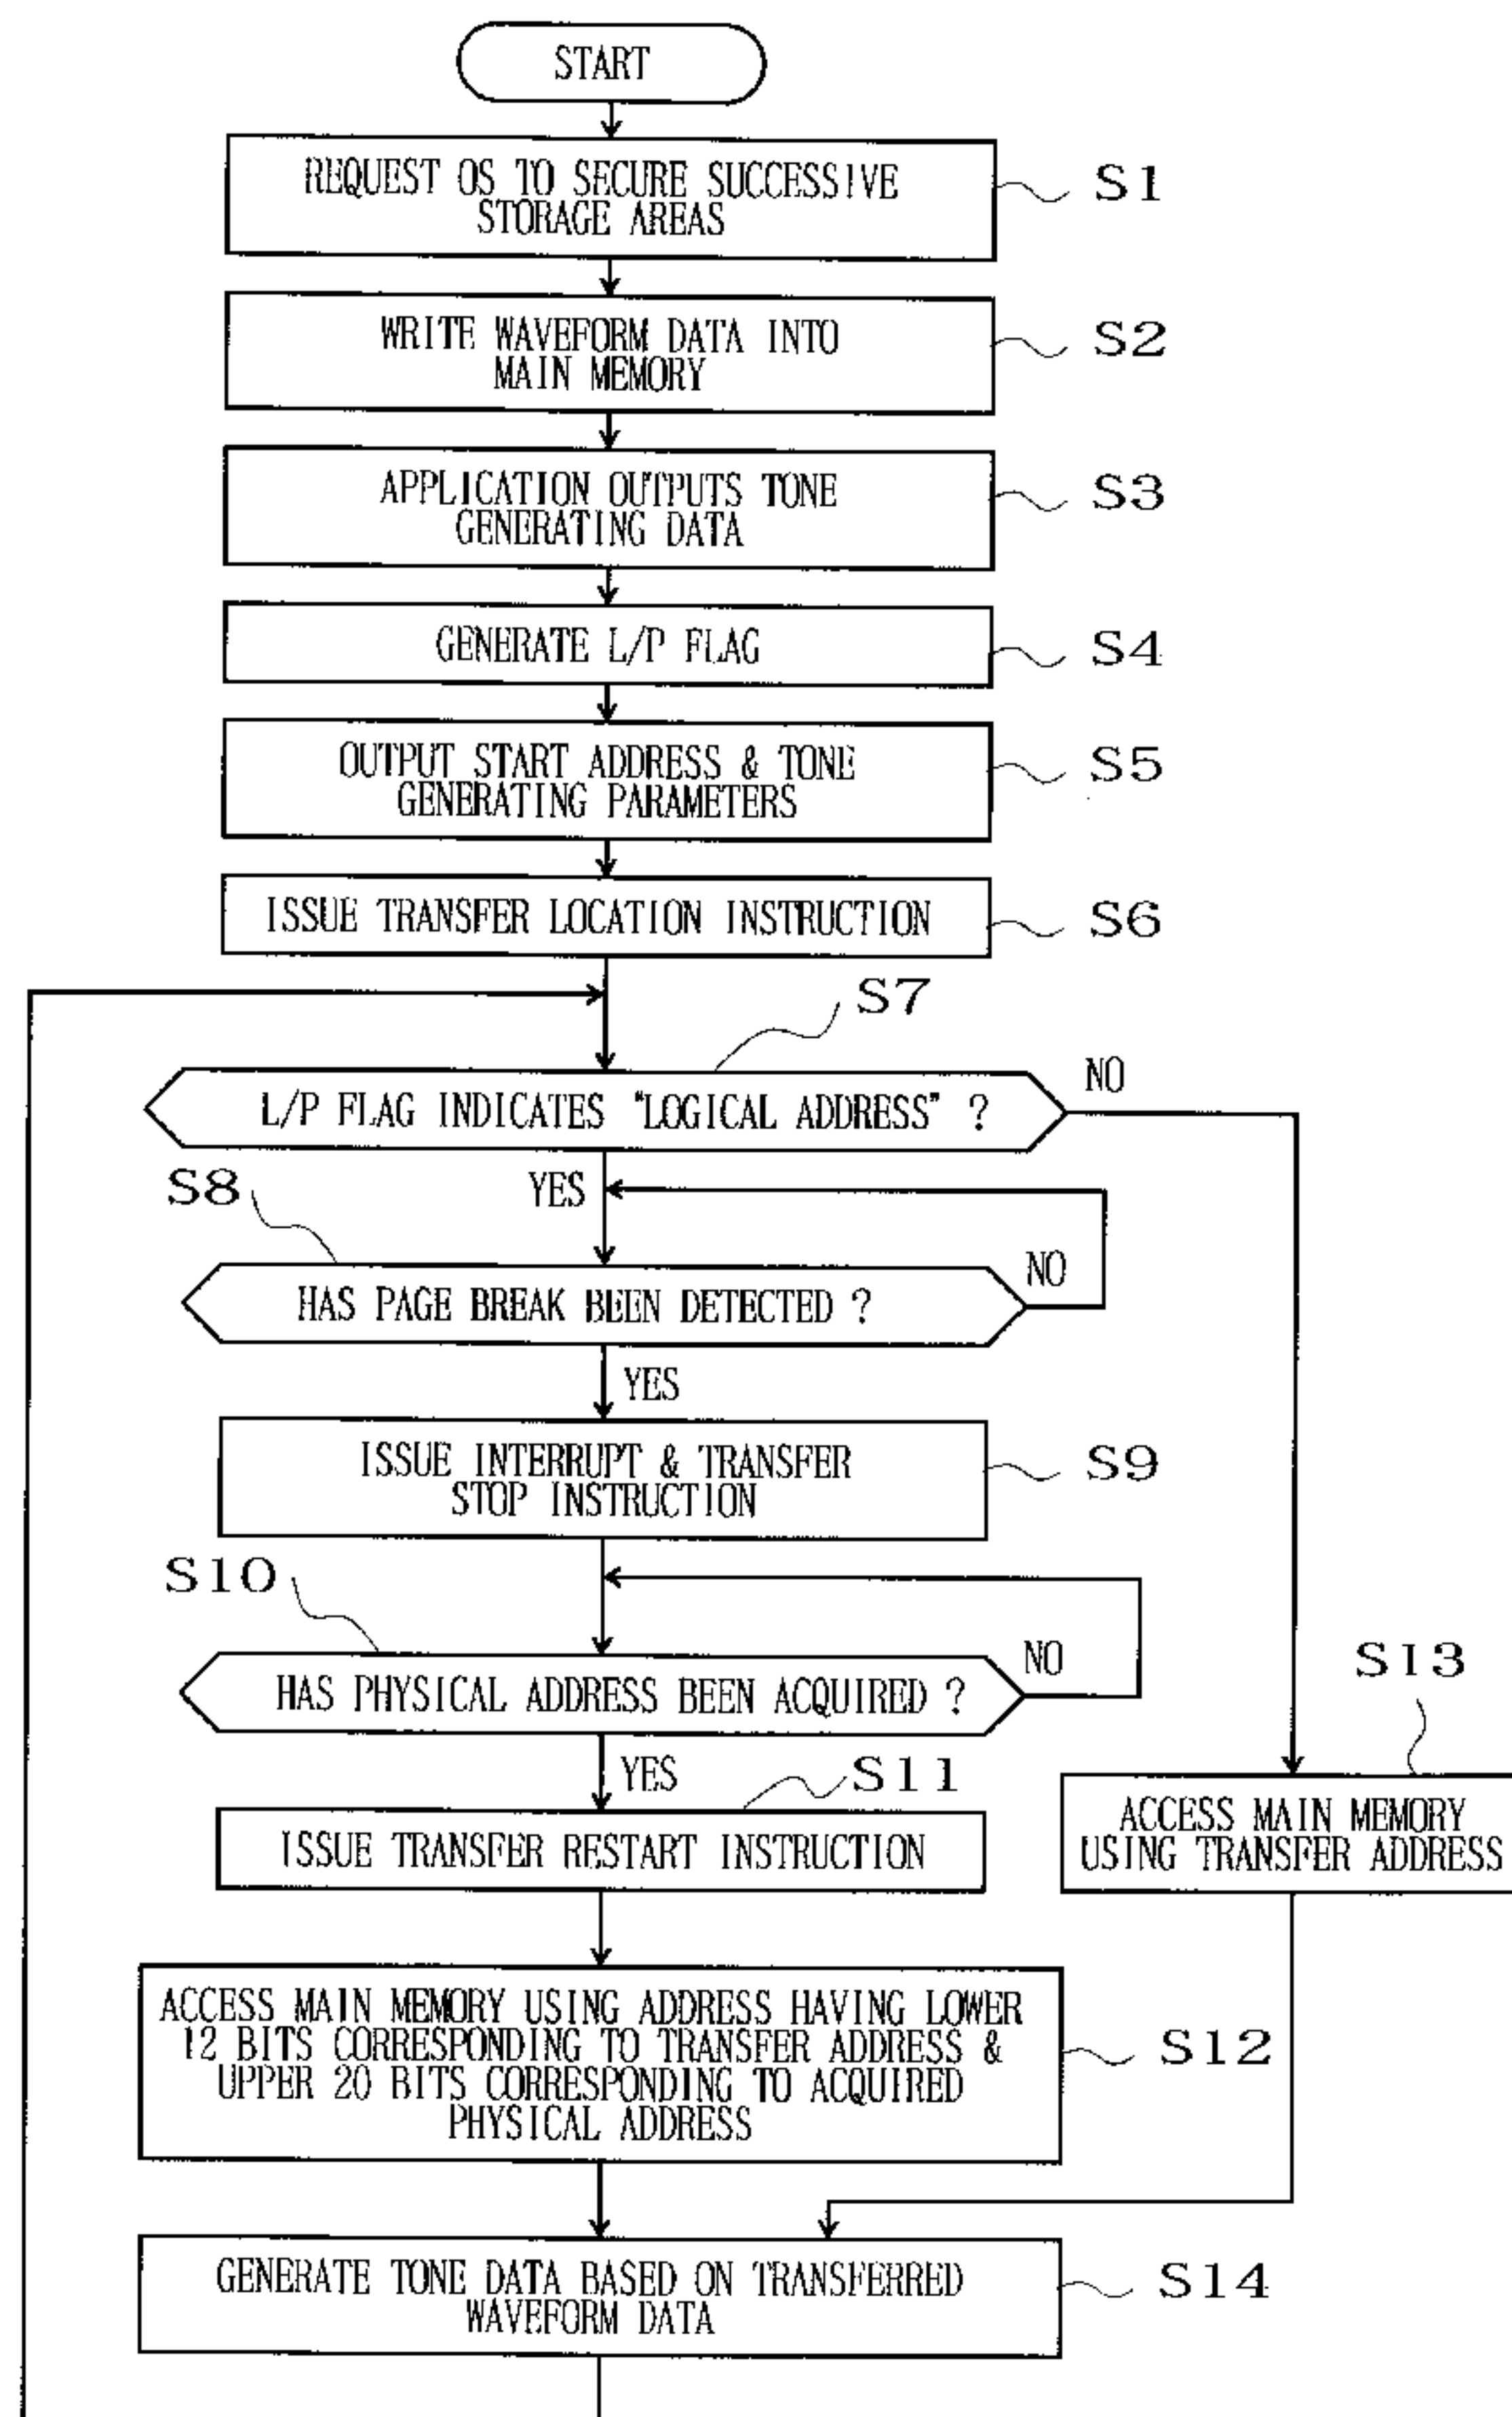 START
REQUEST OS TO SECURE SUCCESSIVE
STORAGE AREAS
S1
WRITE WAVEFORM DATA INTO
MAIN MEMORY
S2
APPLICATION OUTPUTS TONE
GENERATING DATA
S3
GENERATE L/P FLAG
S4
OUTPUT START ADDRESS & TONE
GENERATING PARAMETERS
S5
ISSUE TRANSFER LOCATION INSTRUCTION
S6
S7
L/P FLAG INDICATES "LOGICAL ADDRESS" ?
NO
YES
S8
HAS PAGE BREAK BEEN DETECTED ?
NO
YES
ISSUE INTERRUPT & TRANSFER
STOP INSTRUCTION
S9
S10
HAS PHYSICAL ADDRESS BEEN ACQUIRED ?
NO
YES
S11
ISSUE TRANSFER RESTART INSTRUCTION
S13
ACCESS MAIN MEMORY
USING TRANSFER ADDRESS
ACCESS MAIN MEMORY USING ADDRESS HAVING LOWER
12 BITS CORRESPONDING TO TRANSFER ADDRESS &
UPPER 20 BITS CORRESPONDING TO ACQUIRED
PHYSICAL ADDRESS
S12
GENERATE TONE DATA BASED ON TRANSFERRED
WAVEFORM DATA
S14